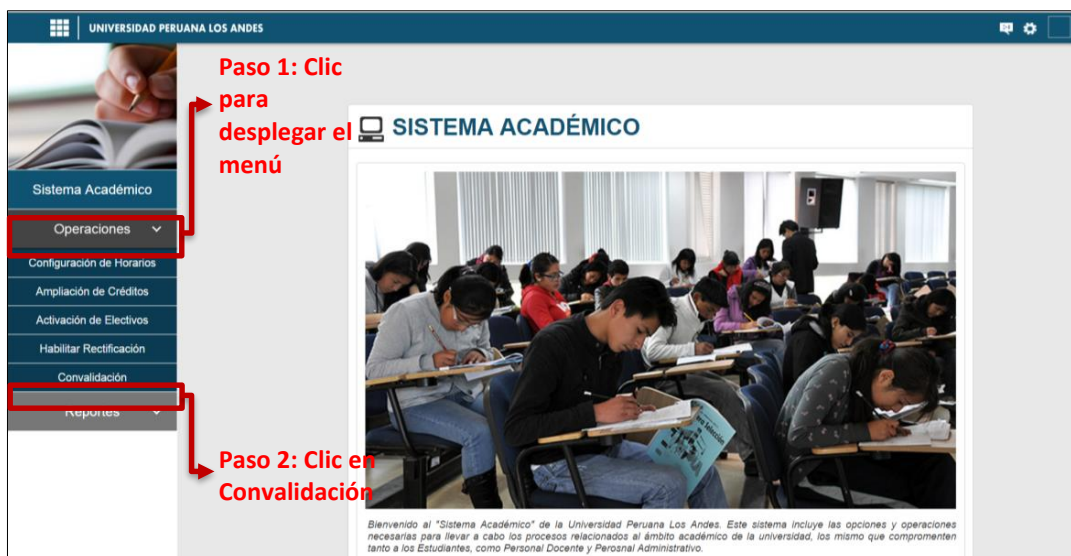 UNIVERSIDAD PERUANA LOS ANDES
Paso 1: Clic
para
desplegar el
menú
SISTEMA ACADÉMICO
Sistema Académico
Operaciones
Configuración de Horarios
Ampliación de Créditos
Activación de Electivos
Habilitar Rectificación
Convalidación
Reportes
Paso 2: Clic en
Convalidación
Bienvenido al "Sistema Académico" de la Universidad Peruana Los Andes. Este sistema incluye las opciones y operaciones
necesarias para llevar a cabo los procesos relacionados al ámbito académico de la universidad, los mismo que compromenten
tanto a los Estudiantes, como Personal Docente y Perosnal Administrativo.